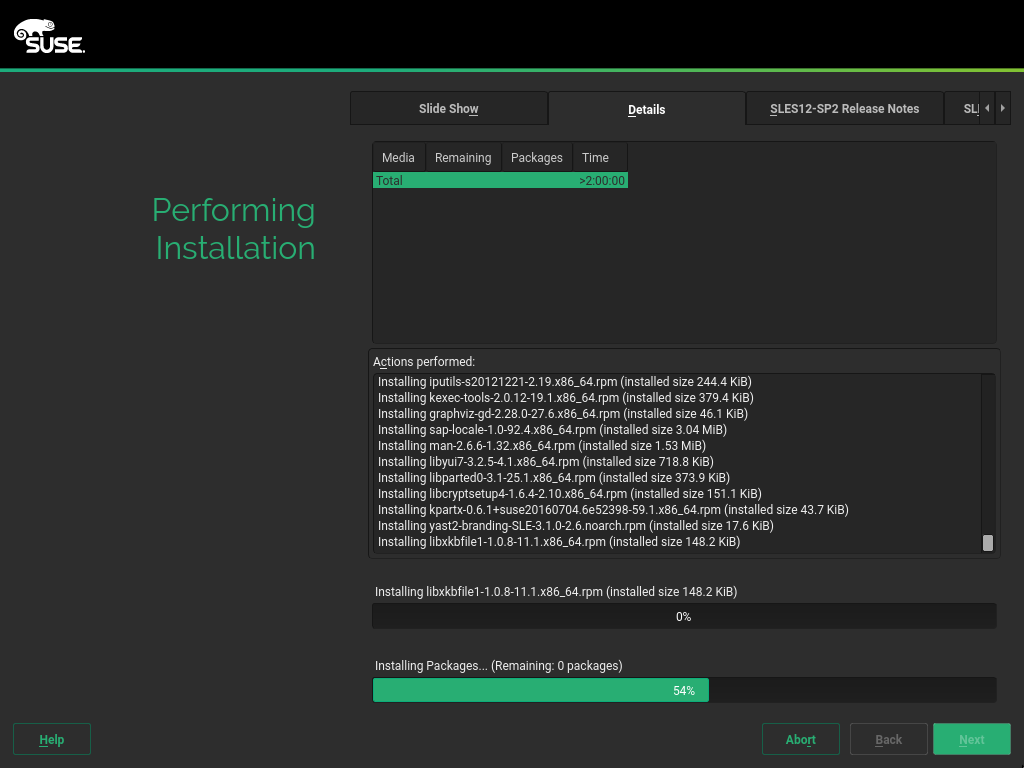 SUSE.
Slide Show
Details
SLES12-SP2 Release Notes
Performing
Installation
Media Remaining Packages Time
Total >2:00:00
Actions performed:
Installing iputils-s20121221-2.19.x86_64.rpm (installed size 244.4 KiB)
Installing kexec-tools-2.0.12-19.1.x86_64.rpm (installed size 379.4 KiB)
Installing graphviz-gd-2.28.0-27.6.x86_64.rpm (installed size 46.1 KiB)
Installing sap-locale-1.0-92.4.x86_64.rpm (installed size 3.04 MiB)
Installing man-2.6.6-1.32.x86_64.rpm (installed size 1.53 MiB)
Installing libyui7-3.2.5-4.1.x86_64.rpm (installed size 718.8 KiB)
Installing libparted0-3.1-25.1.x86_64.rpm (installed size 373.9 KiB)
Installing libcryptsetup4-1.6.4-2.10.x86_64.rpm (installed size 151.1 KiB)
Installing kpartx-0.6.1+suse20160704.6e52398-59.1.x86_64.rpm (installed size 43.7 KiB)
Installing yast2-branding-SLE-3.1.0-2.6.noarch.rpm (installed size 17.6 KiB)
Installing libxkbfile1-1.0.8-11.1.x86_64.rpm (installed size 148.2 KiB)
Installing libxkbfile1-1.0.8-11.1.x86_64.rpm (installed size 148.2 KiB)
0%
Installing Packages... (Remaining: 0 packages)
54%
Help
Abort
Back
Next